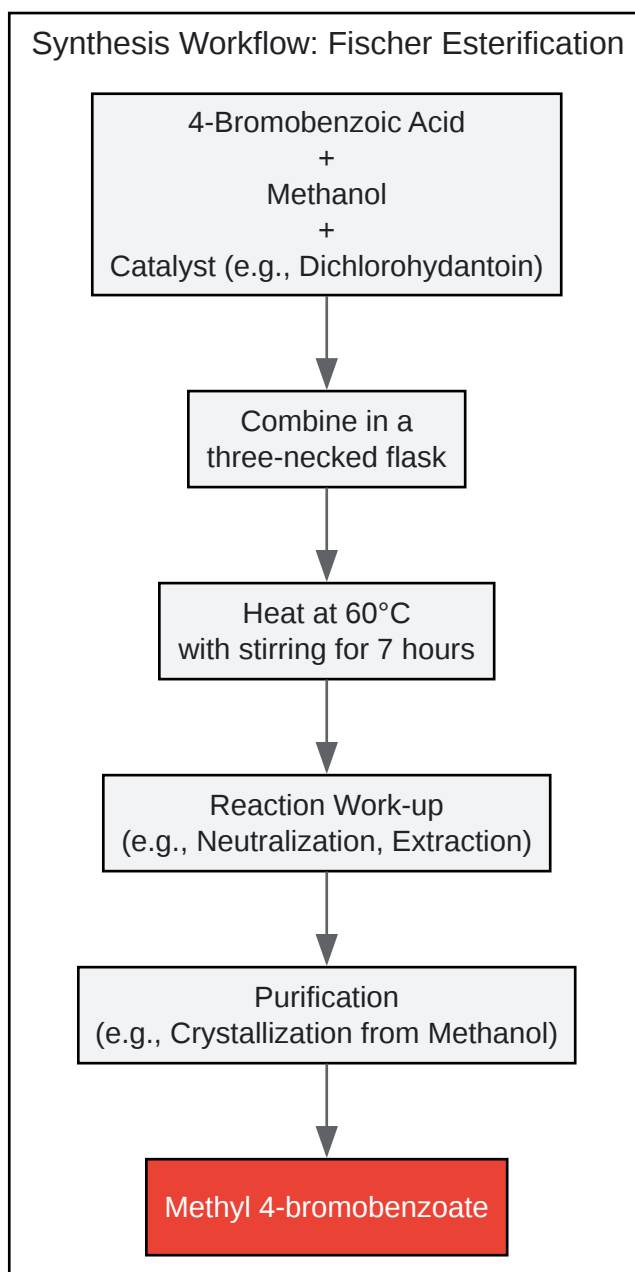 Synthesis Workflow: Fischer Esterification
4-Bromobenzoic Acid
+
Methanol
+
Catalyst (e.g., Dichlorohydantoin)
Combine in a
three-necked flask
Heat at 60°C
with stirring for 7 hours
Reaction Work-up
(e.g., Neutralization, Extraction)
Purification
(e.g., Crystallization from Methanol)
Methyl 4-bromobenzoate